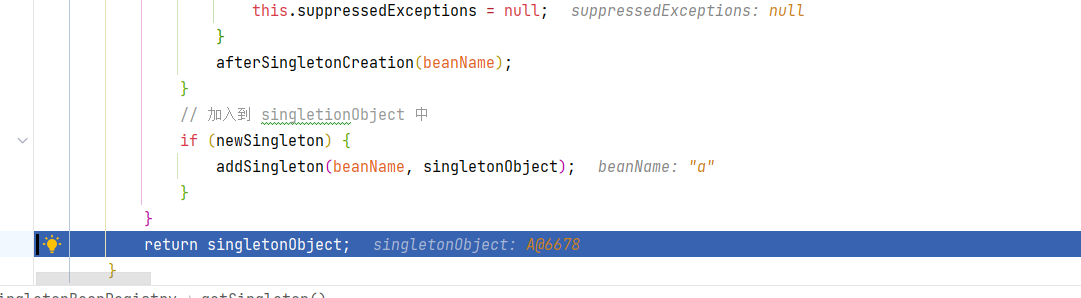 this.suppressedExceptions = null; suppressedExceptions: null
}
afterSingletonCreation(beanName);
}
// 加入到 singletionObject 中
if (newSingleton) {
addSingleton(beanName, singletonObject); beanName: "a"
}
}
return singletonObject; singletonObject: A@6678
}